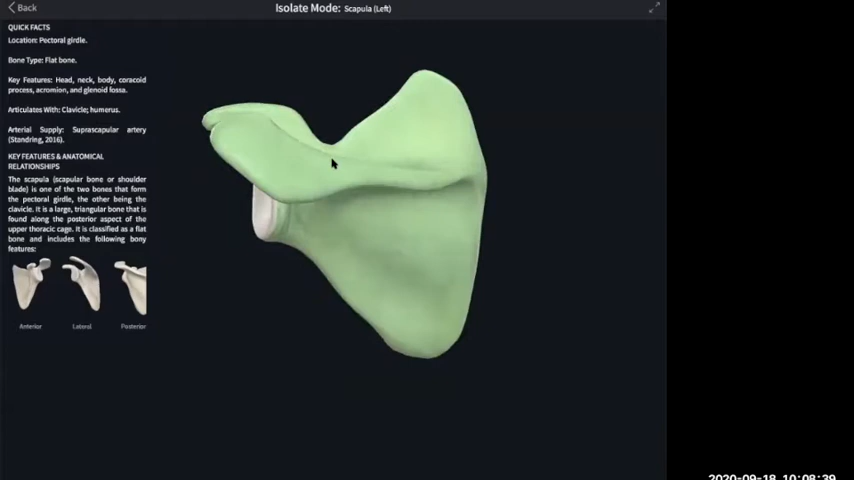 Back
Isolate Mode: Scapula (Left)
QUICK FACTS
Location: Pectoral girdle.
Bone Type: Flat bone.
Key Features: Head, neck, body, coracoid
process, acromion, and glenoid fossa.
Articulates With: Clavicle; humerus.
Arterial Supply: Suprascapular artery
(Standring, 2016).
KEY FEATURES & ANATOMICAL
RELATIONSHIPS
The scapula (scapular bone or shoulder
blade) is one of the two bones that form
the pectoral girdle, the other being the
clavicle. It is a large, triangular bone that is
found along the posterior aspect of the
upper thoracic cage. It is classified as a flat
bone and includes the following bony
features:
Anterior Lateral Posterior
2020-09-18 10:08:39